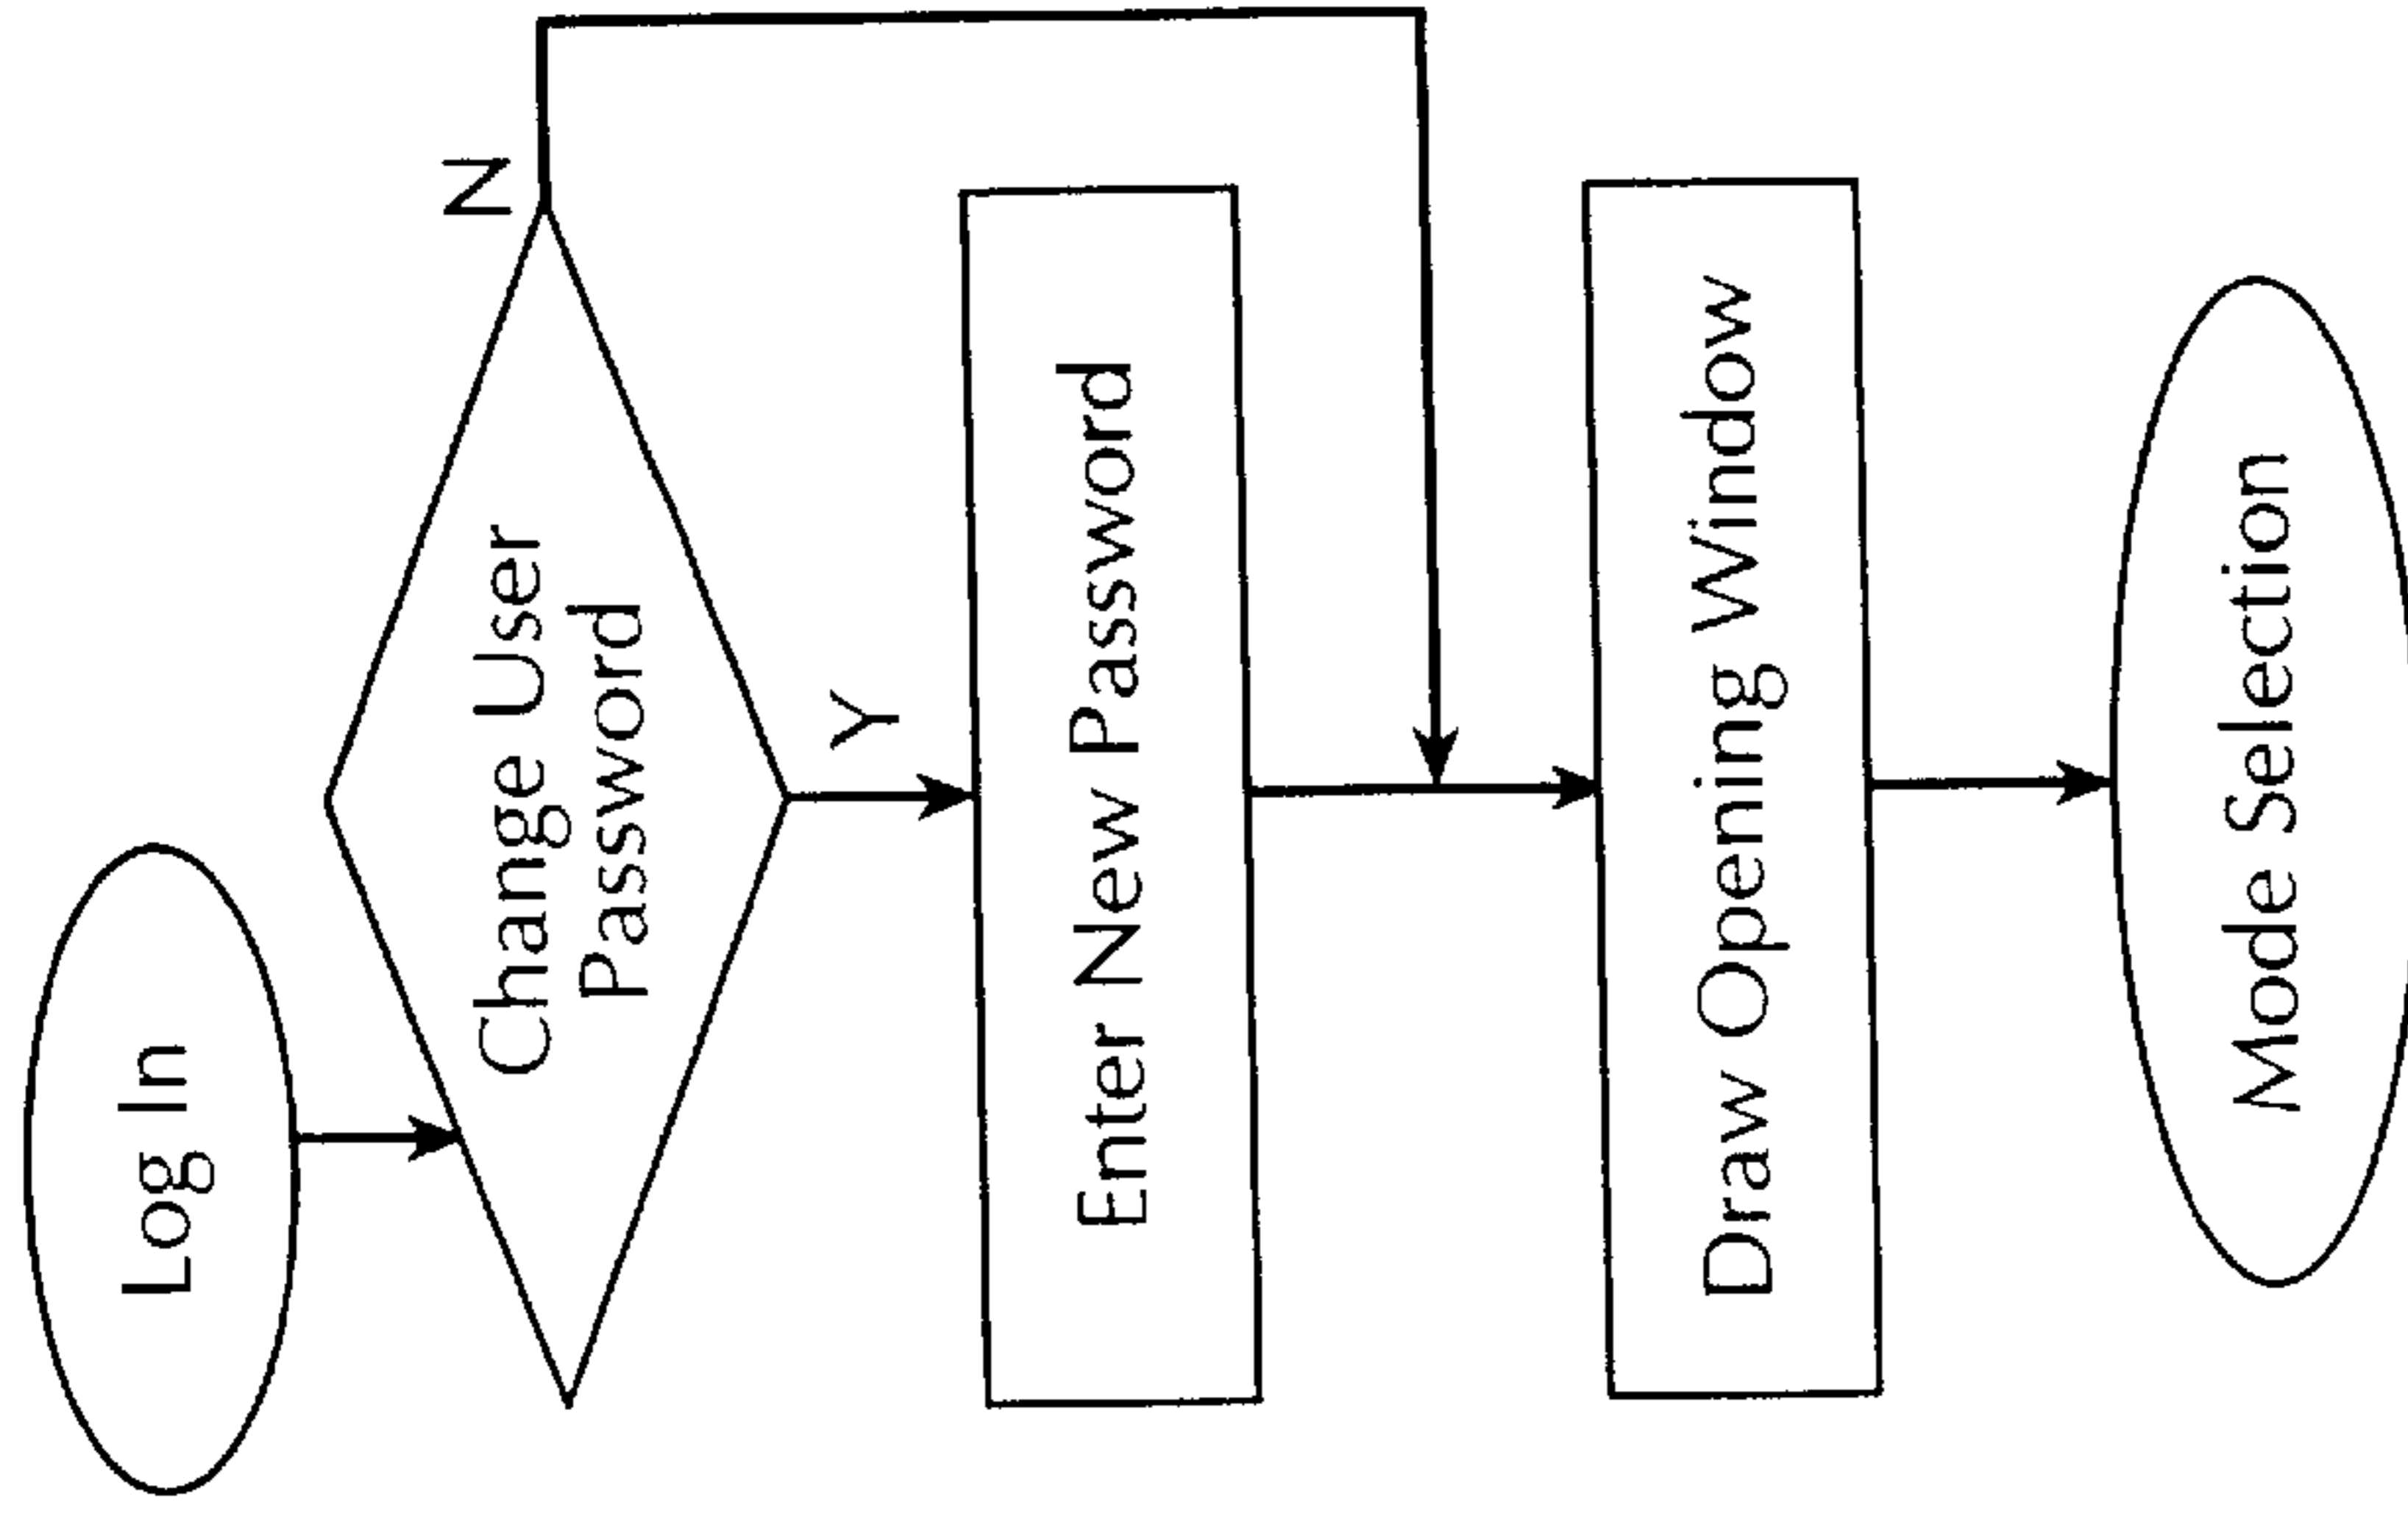 Log In
Change User
Password
N
Y
Enter New Password
Draw Opening Window
Mode Selection